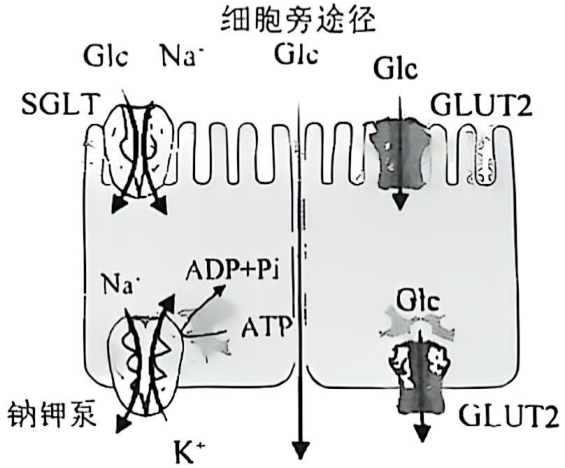 细胞旁途径
Glc Na⁺ Glc Glc
SGLT GLUT2
Na⁺ ADP+Pi Glc
ATP
钠钾泵 GLUT2
K⁺